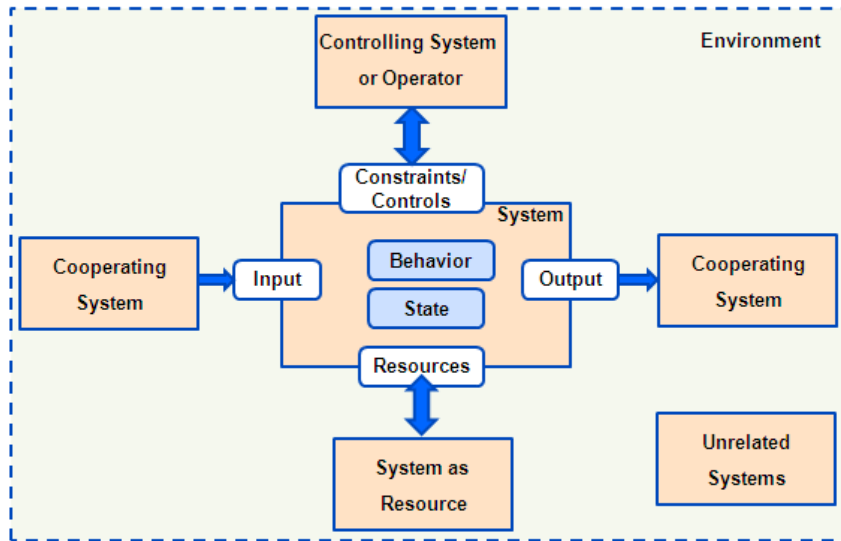 Controlling System
or Operator
Environment
Constraints/
Controls
System
Cooperating
System
Input
Behavior
State
Output
Cooperating
System
Resources
System as
Resource
Unrelated
Systems